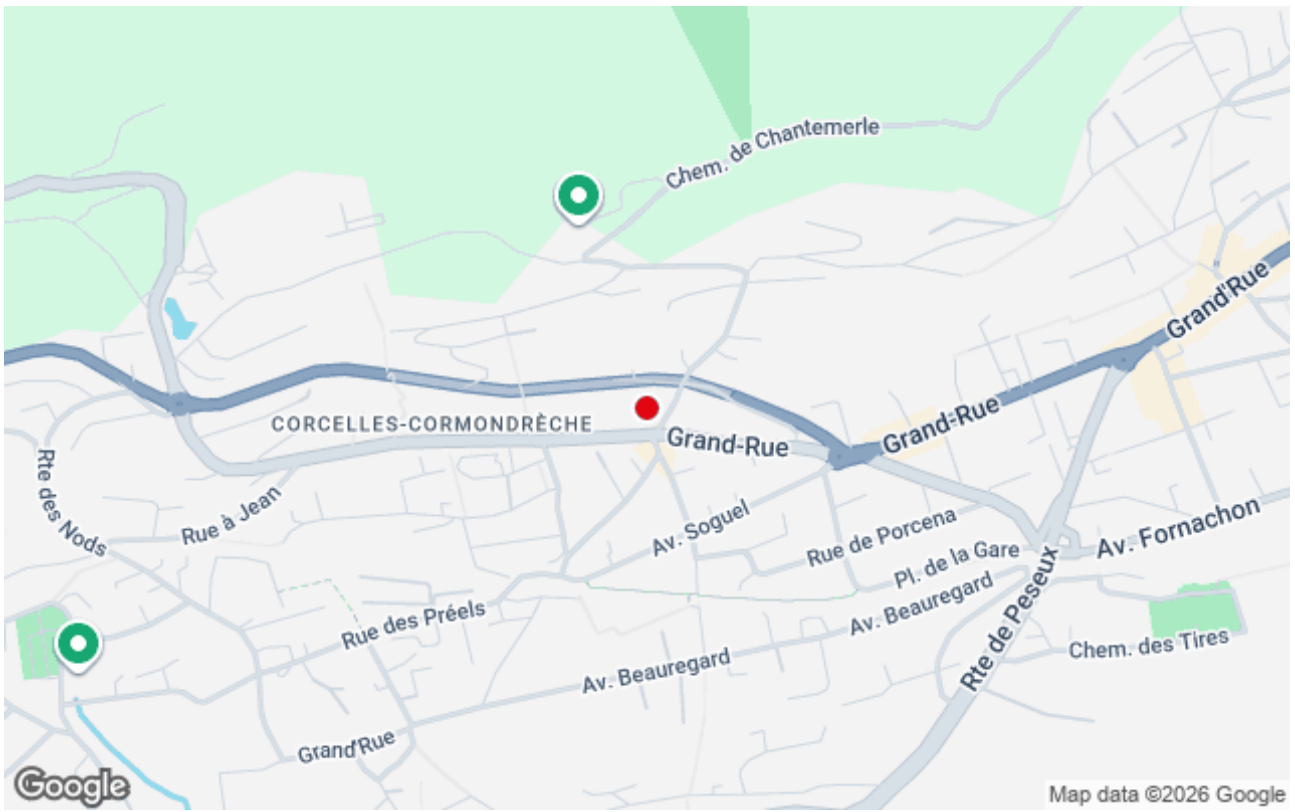 Chem. de Chantemerle
Grand'Rue
CORCELLES-CORMONDRÈCHE
Grand-Rue
Grand-Rue
Rte des Nods
Rue à Jean
Av. Soguel
Rue de Porcena
Pl. de la Gare
Av. Fornachon
Rue des Préels
Av. Beauregard
Av. Beauregard
Rte de Peseux
Chem. des Tires
Grand'Rue
Google
Map data ©2026 Google